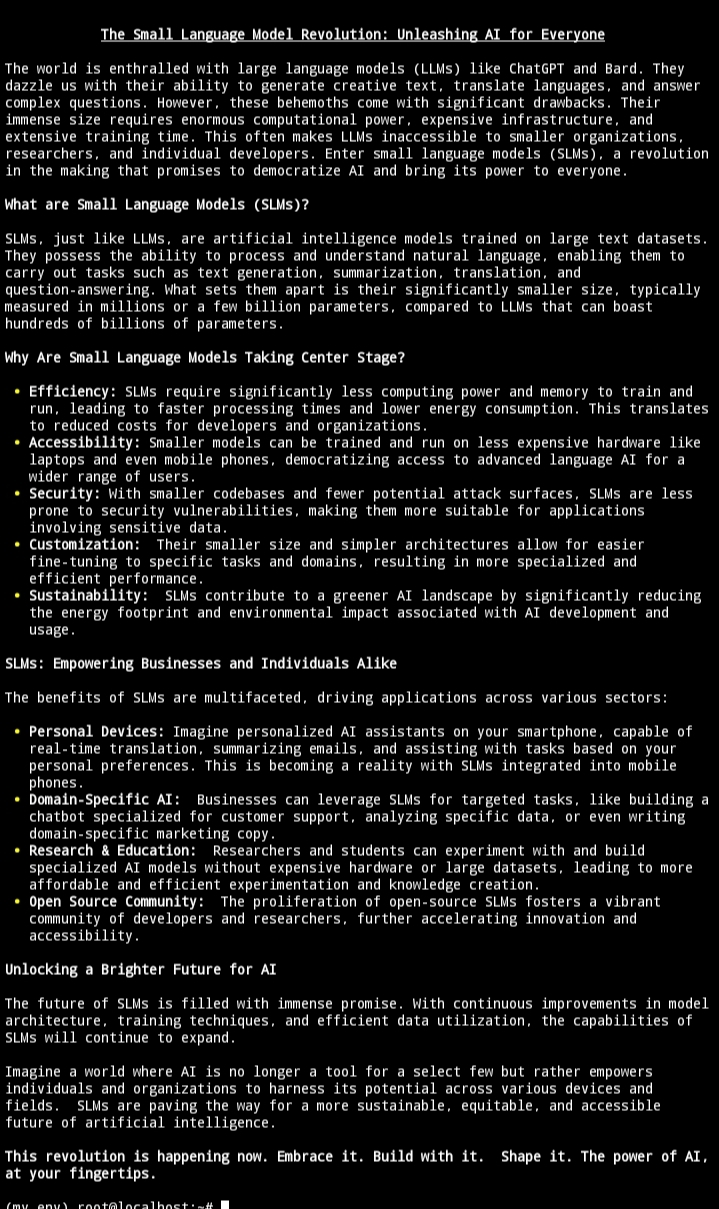 The Small Language Model Revolution: Unleashing AI for Everyone
The world is enthralled with large language models (LLMs) like ChatGPT and Bard. They
dazzle us with their ability to generate creative text, translate languages, and answer
complex questions. However, these behemoths come with significant drawbacks. Their
immense size requires enormous computational power, expensive infrastructure, and
extensive training time. This often makes LLMs inaccessible to smaller organizations,
researchers, and individual developers. Enter small language models (SLMs), a revolution
in the making that promises to democratize AI and bring its power to everyone.
What are Small Language Models (SLMs)?
SLMs, just like LLMs, are artificial intelligence models trained on large text datasets.
They possess the ability to process and understand natural language, enabling them to
carry out tasks such as text generation, summarization, translation, and
question-answering. What sets them apart is their significantly smaller size, typically
measured in millions or a few billion parameters, compared to LLMs that can boast
hundreds of billions of parameters.
Why Are Small Language Models Taking Center Stage?
• Efficiency: SLMs require significantly less computing power and memory to train and
run, leading to faster processing times and lower energy consumption. This translates
to reduced costs for developers and organizations.
• Accessibility: Smaller models can be trained and run on less expensive hardware like
laptops and even mobile phones, democratizing access to advanced language AI for a
wider range of users.
• Security: With smaller codebases and fewer potential attack surfaces, SLMs are less
prone to security vulnerabilities, making them more suitable for applications
involving sensitive data.
• Customization:  Their smaller size and simpler architectures allow for easier
fine-tuning to specific tasks and domains, resulting in more specialized and
efficient performance.
• Sustainability:  SLMs contribute to a greener AI landscape by significantly reducing
the energy footprint and environmental impact associated with AI development and
usage.
SLMs: Empowering Businesses and Individuals Alike
The benefits of SLMs are multifaceted, driving applications across various sectors:
• Personal Devices: Imagine personalized AI assistants on your smartphone, capable of
real-time translation, summarizing emails, and assisting with tasks based on your
personal preferences. This is becoming a reality with SLMs integrated into mobile
phones.
• Domain-Specific AI:  Businesses can leverage SLMs for targeted tasks, like building a
chatbot specialized for customer support, analyzing specific data, or even writing
domain-specific marketing copy.
• Research & Education:  Researchers and students can experiment with and build
specialized AI models without expensive hardware or large datasets, leading to more
affordable and efficient experimentation and knowledge creation.
• Open Source Community:  The proliferation of open-source SLMs fosters a vibrant
community of developers and researchers, further accelerating innovation and
accessibility.
Unlocking a Brighter Future for AI
The future of SLMs is filled with immense promise. With continuous improvements in model
architecture, training techniques, and efficient data utilization, the capabilities of
SLMs will continue to expand.
Imagine a world where AI is no longer a tool for a select few but rather empowers
individuals and organizations to harness its potential across various devices and
fields.  SLMs are paving the way for a more sustainable, equitable, and accessible
future of artificial intelligence.
This revolution is happening now. Embrace it. Build with it.  Shape it. The power of AI,
at your fingertips.
(my_env) root@localhost:~#